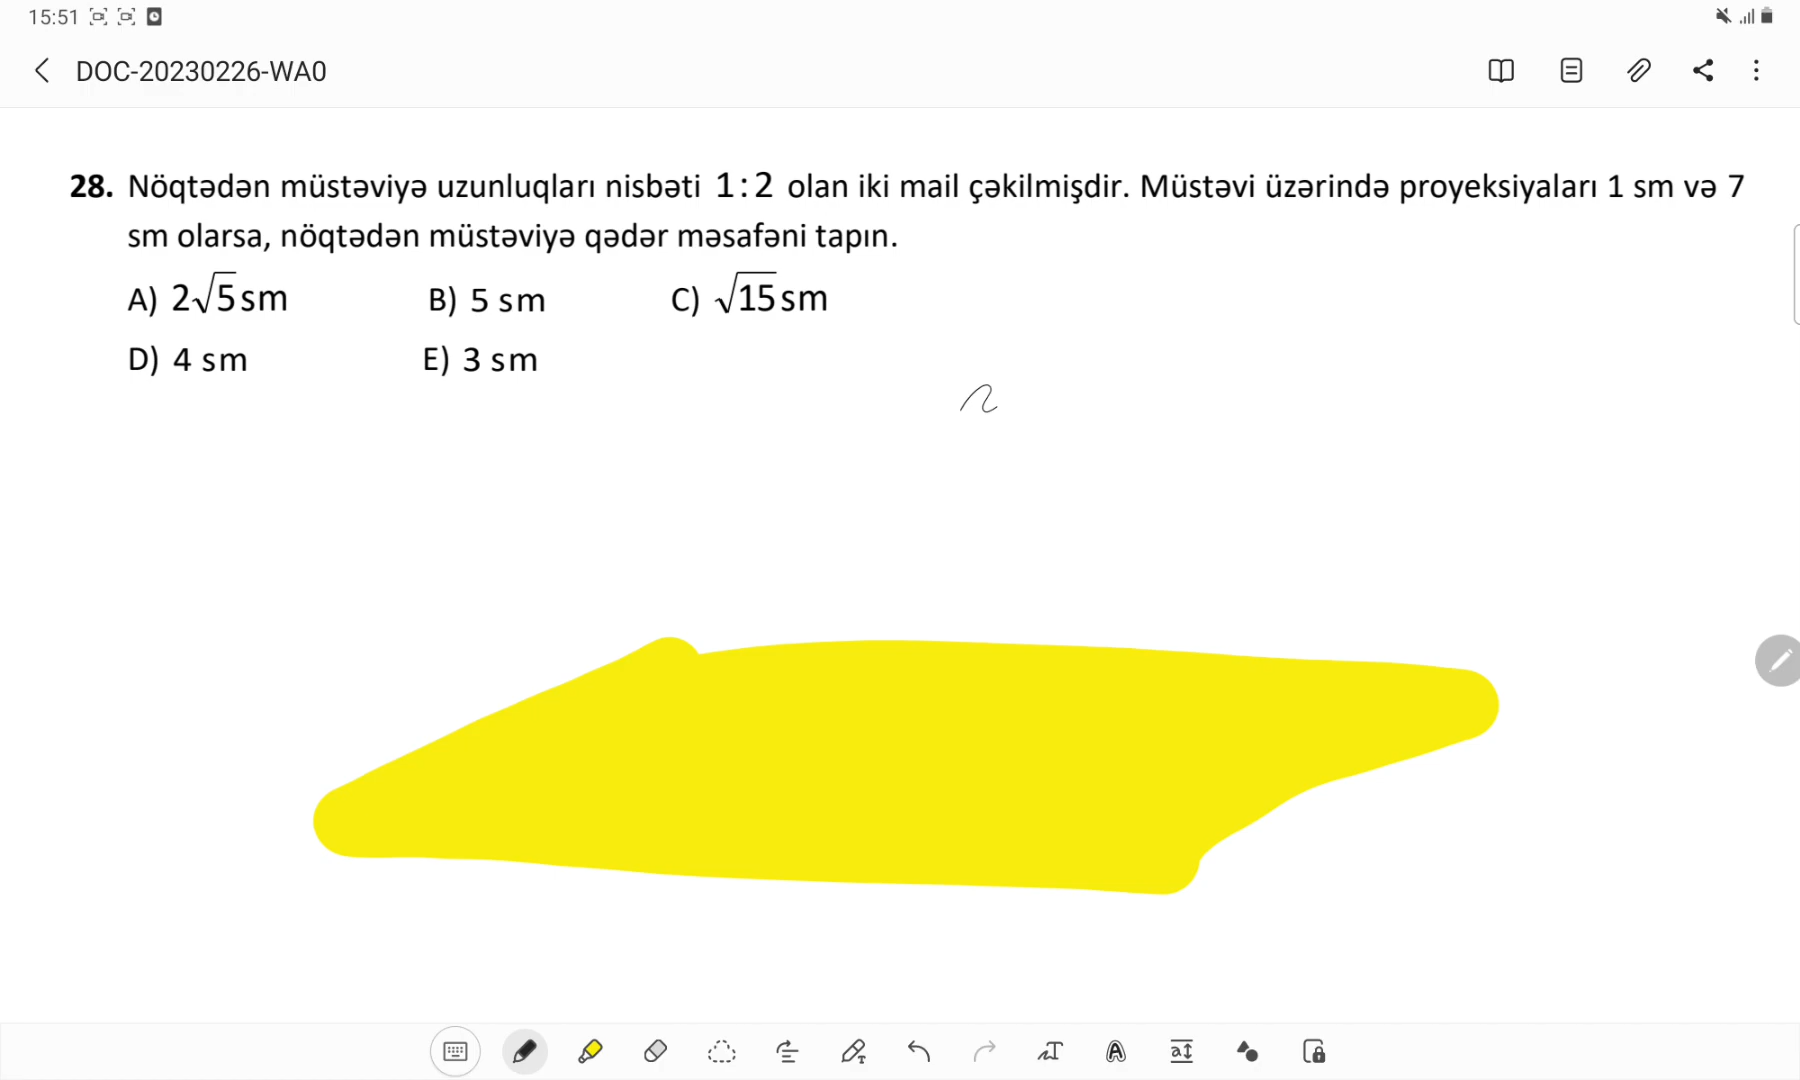 15:51
DOC-20230226-WA0
28. Nöqtədən müstəviyə uzunluqları nisbəti 1:2 olan iki mail çəkilmişdir. Müstəvi üzərində proyeksiyaları 1 sm və 7
sm olarsa, nöqtədən müstəviyə qədər məsafəni tapın.
A) 2√5 sm B) 5 sm C) √15 sm
D) 4 sm E) 3 sm